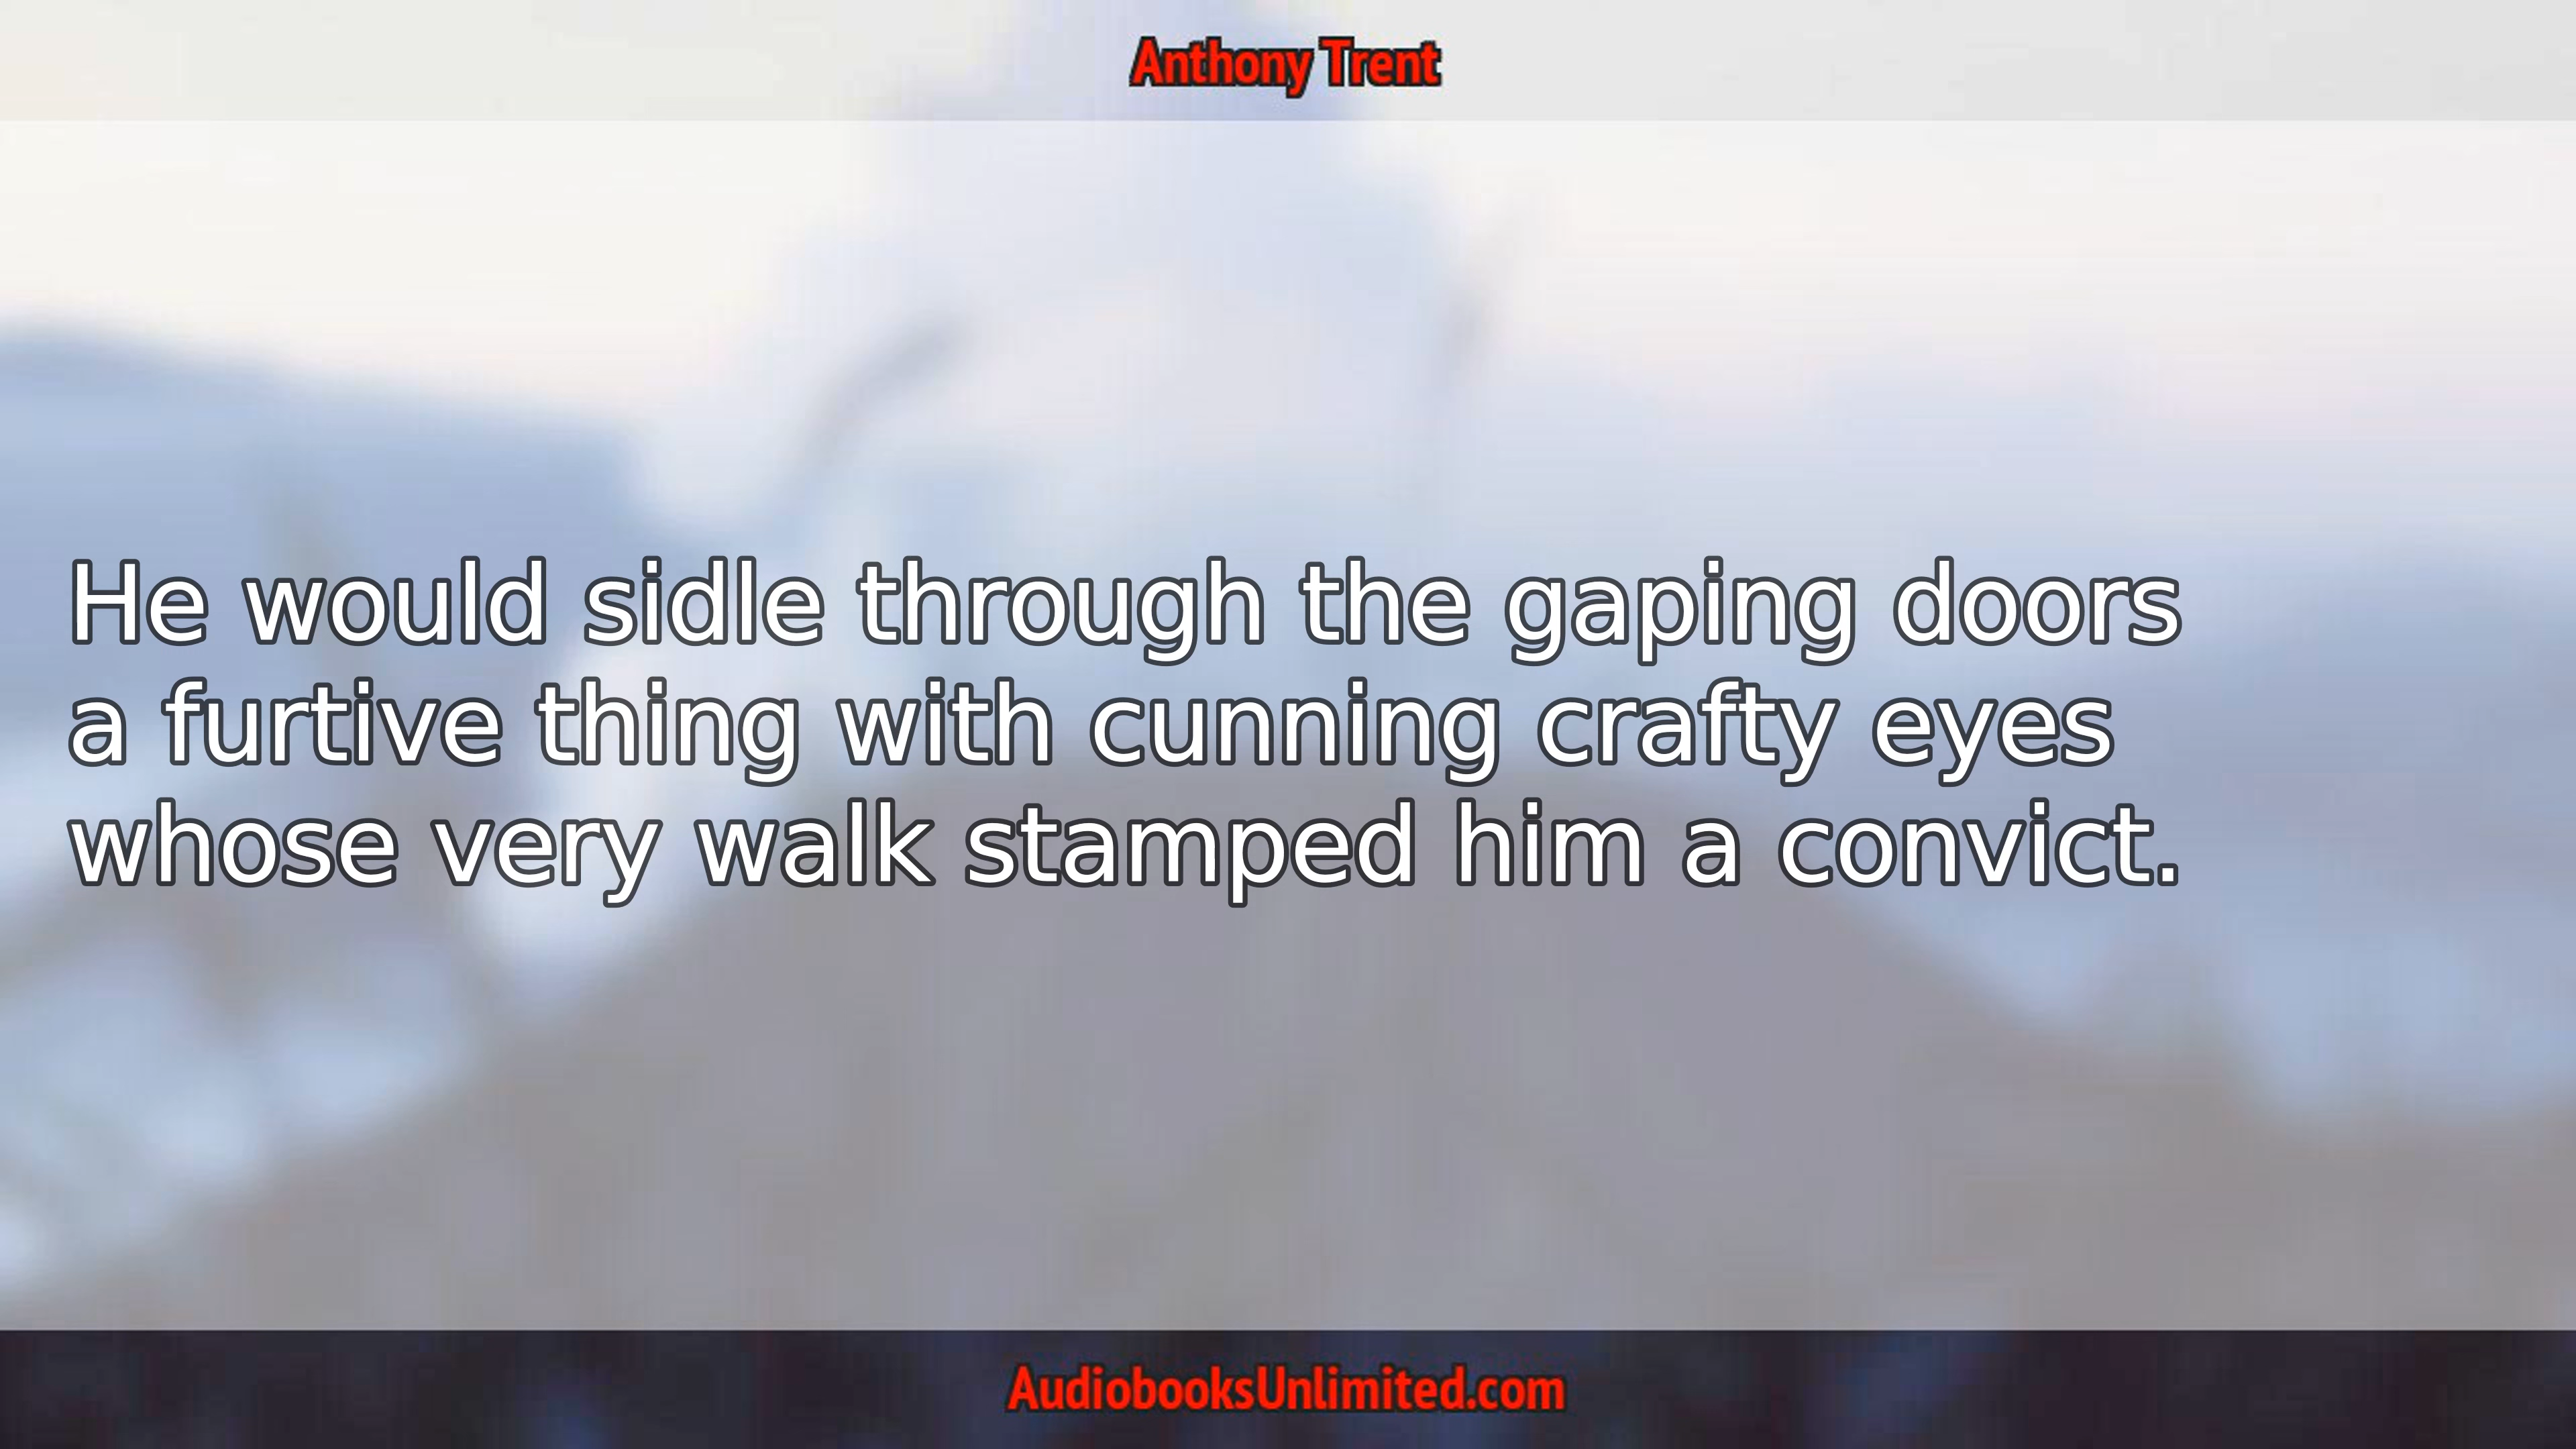 Anthony Trent
He would sidle through the gaping doors
a furtive thing with cunning crafty eyes
whose very walk stamped him a convict.
AudiobooksUnlimited.com